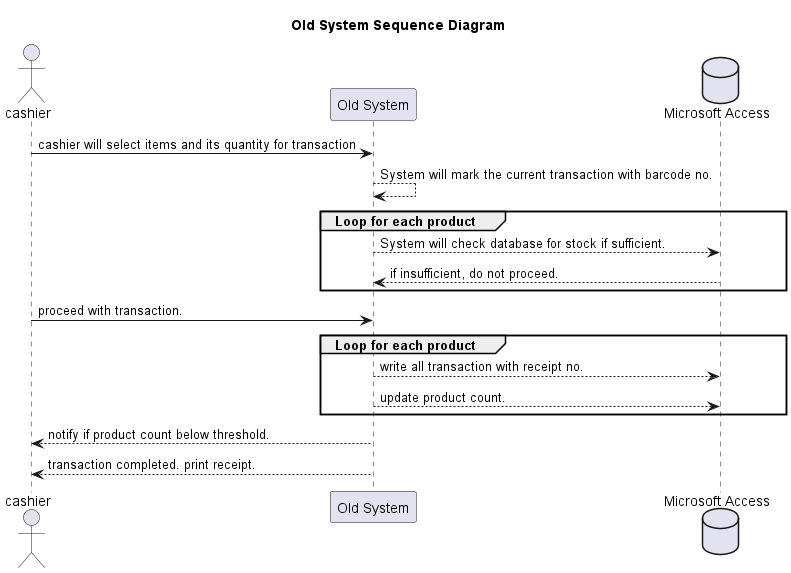 Old System Sequence Diagram
cashier
Old System
Microsoft Access
cashier will select items and its quantity for transaction
System will mark the current transaction with barcode no.
Loop for each product
System will check database for stock if sufficient.
if insufficient, do not proceed.
proceed with transaction.
Loop for each product
write all transaction with receipt no.
update product count.
notify if product count below threshold.
transaction completed. print receipt.
cashier
Old System
Microsoft Access